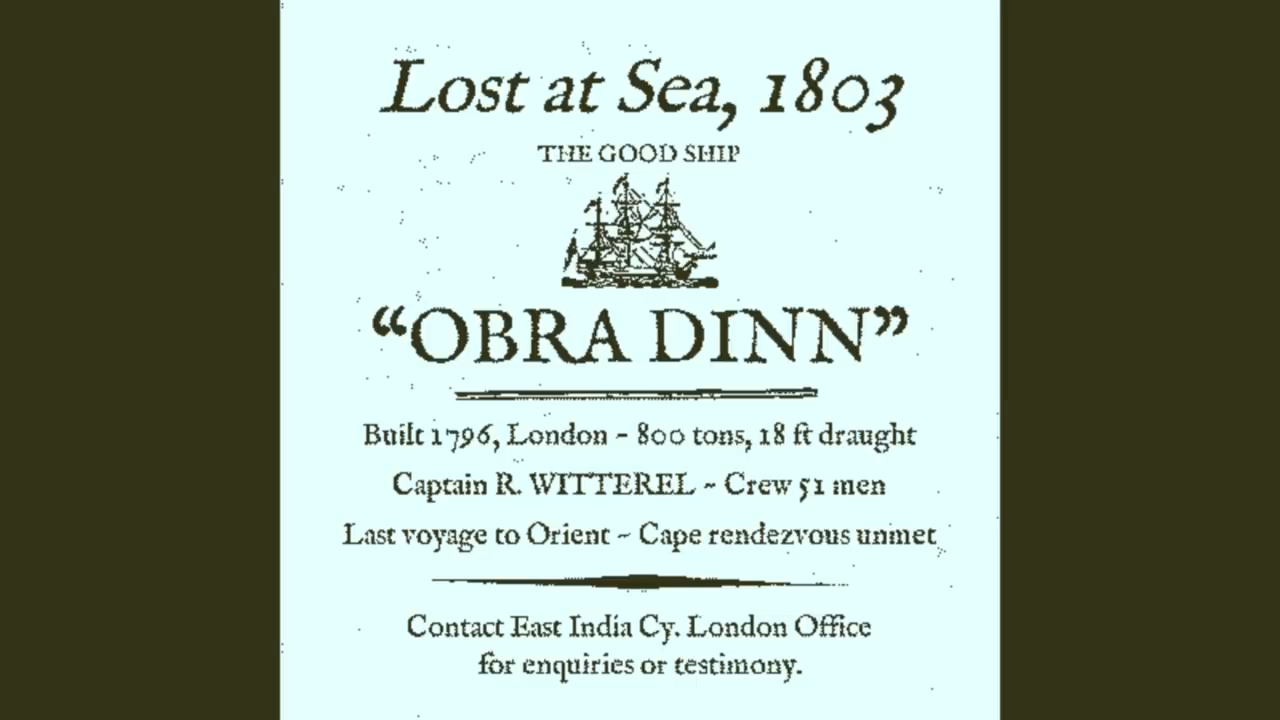 Lost at Sea, 1803
THE GOOD SHIP
“OBRA DINN”
Built 1796, London ~ 800 tons, 18 ft draught
Captain R. WITTEREL ~ Crew 51 men
Last voyage to Orient ~ Cape rendezvous unmet
Contact East India Cy. London Office
for enquiries or testimony.